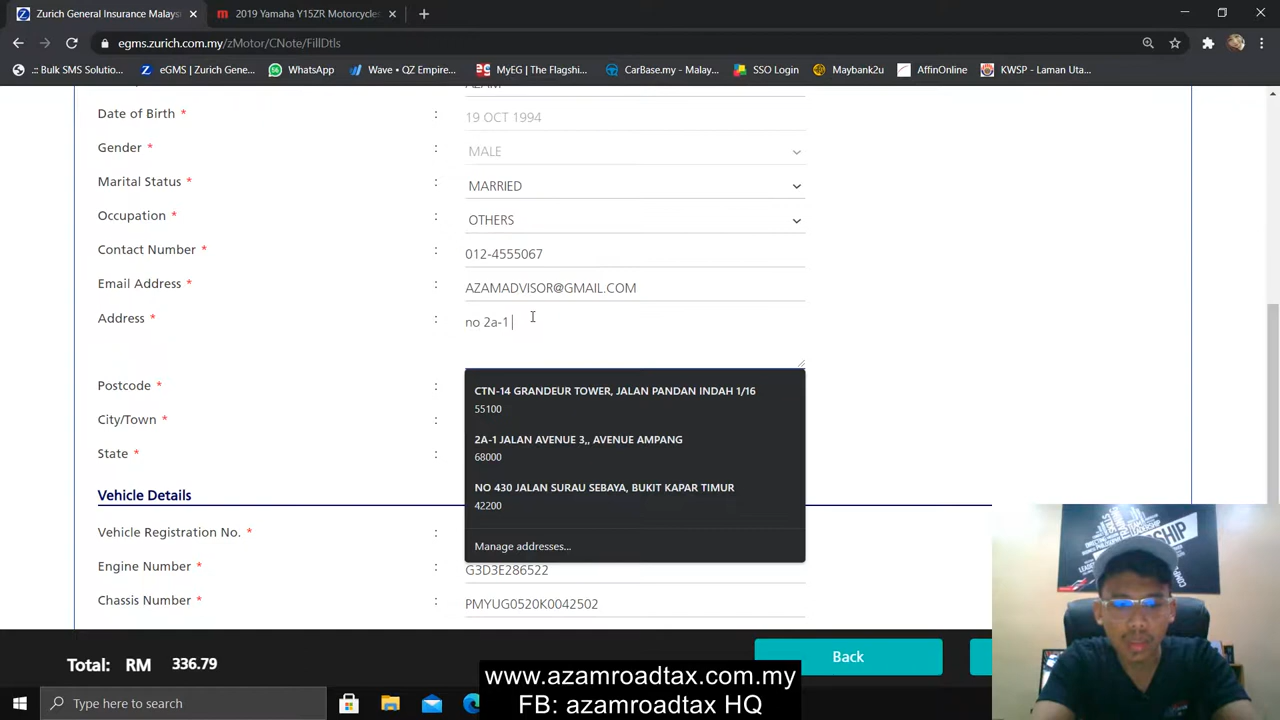 Zurich General Insurance Malays
2019 Yamaha Y15ZR Motorcycles
egms.zurich.com.my/zMotor/CNote/FillDtls
.:: Bulk SMS Solutio...
eGMS | Zurich Gene...
WhatsApp
Wave • QZ Empire...
MyEG | The Flagshi...
CarBase.my - Malay...
SSO Login
Maybank2u
AffinOnline
KWSP - Laman Uta...
AZAM
Date of Birth * : 19 OCT 1994
Gender * : MALE
Marital Status * : MARRIED
Occupation * : OTHERS
Contact Number * : 012-4555067
Email Address * : AZAMADVISOR@GMAIL.COM
Address * : no 2a-1
Postcode * :
CTN-14 GRANDEUR TOWER, JALAN PANDAN INDAH 1/16
55100
City/Town * :
2A-1 JALAN AVENUE 3,, AVENUE AMPANG
68000
State * :
NO 430 JALAN SURAU SEBAYA, BUKIT KAPAR TIMUR
42200
Manage addresses...
Vehicle Details
Vehicle Registration No. * :
Engine Number * : G3D3E286522
Chassis Number * : PMYUG0520K0042502
Total: RM 336.79
Back
www.azamroadtax.com.my
FB: azamroadtax HQ
Type here to search